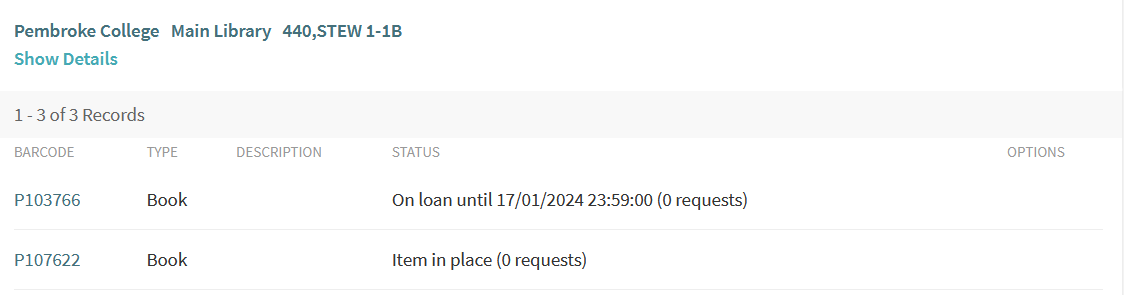 Pembroke College Main Library 440,STEW 1-1B
Show Details
1 - 3 of 3 Records
BARCODE TYPE DESCRIPTION STATUS OPTIONS
P103766 Book On loan until 17/01/2024 23:59:00 (0 requests)
P107622 Book Item in place (0 requests)